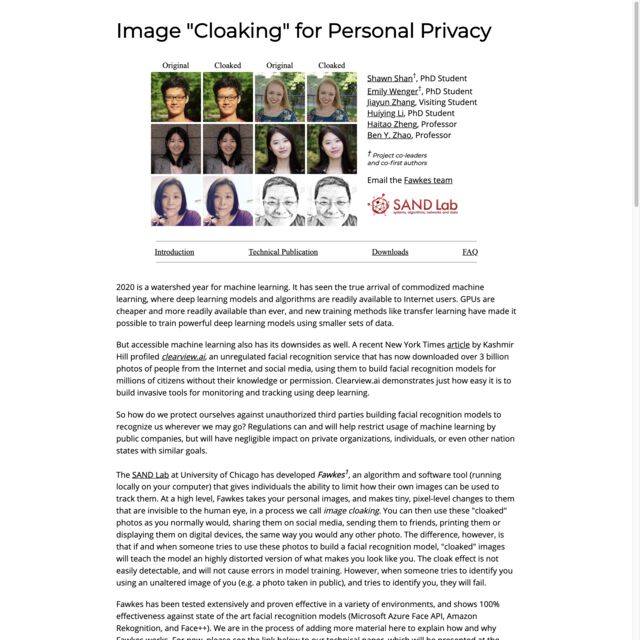 Image "Cloaking" for Personal Privacy
Original Cloaked Original Cloaked
Shawn Shan†, PhD Student
Emily Wenger†, PhD Student
Jiayun Zhang, Visiting Student
Huiying Li, PhD Student
Haitao Zheng, Professor
Ben Y. Zhao, Professor
† Project co-leaders
and co-first authors
Email the Fawkes team
SAND Lab
systems, algorithms, networks and data
Introduction Technical Publication Downloads FAQ
2020 is a watershed year for machine learning. It has seen the true arrival of commodized machine
learning, where deep learning models and algorithms are readily available to Internet users. GPUs are
cheaper and more readily available than ever, and new training methods like transfer learning have made it
possible to train powerful deep learning models using smaller sets of data.
But accessible machine learning also has its downsides as well. A recent New York Times article by Kashmir
Hill profiled clearview.ai, an unregulated facial recognition service that has now downloaded over 3 billion
photos of people from the Internet and social media, using them to build facial recognition models for
millions of citizens without their knowledge or permission. Clearview.ai demonstrates just how easy it is to
build invasive tools for monitoring and tracking using deep learning.
So how do we protect ourselves against unauthorized third parties building facial recognition models to
recognize us wherever we may go? Regulations can and will help restrict usage of machine learning by
public companies, but will have negligible impact on private organizations, individuals, or even other nation
states with similar goals.
The SAND Lab at University of Chicago has developed Fawkes†, an algorithm and software tool (running
locally on your computer) that gives individuals the ability to limit how their own images can be used to
track them. At a high level, Fawkes takes your personal images, and makes tiny, pixel-level changes to them
that are invisible to the human eye, in a process we call image cloaking. You can then use these "cloaked"
photos as you normally would, sharing them on social media, sending them to friends, printing them or
displaying them on digital devices, the same way you would any other photo. The difference, however, is
that if and when someone tries to use these photos to build a facial recognition model, "cloaked" images
will teach the model an highly distorted version of what makes you look like you. The cloak effect is not
easily detectable, and will not cause errors in model training. However, when someone tries to identify you
using an unaltered image of you (e.g. a photo taken in public), and tries to identify you, they will fail.
Fawkes has been tested extensively and proven effective in a variety of environments, and shows 100%
effectiveness against state of the art facial recognition models (Microsoft Azure Face API, Amazon
Rekognition, and Face++). We are in the process of adding more material here to explain how and why
Fawkes works. For now, please see the link below to our technical paper, which will be presented at the